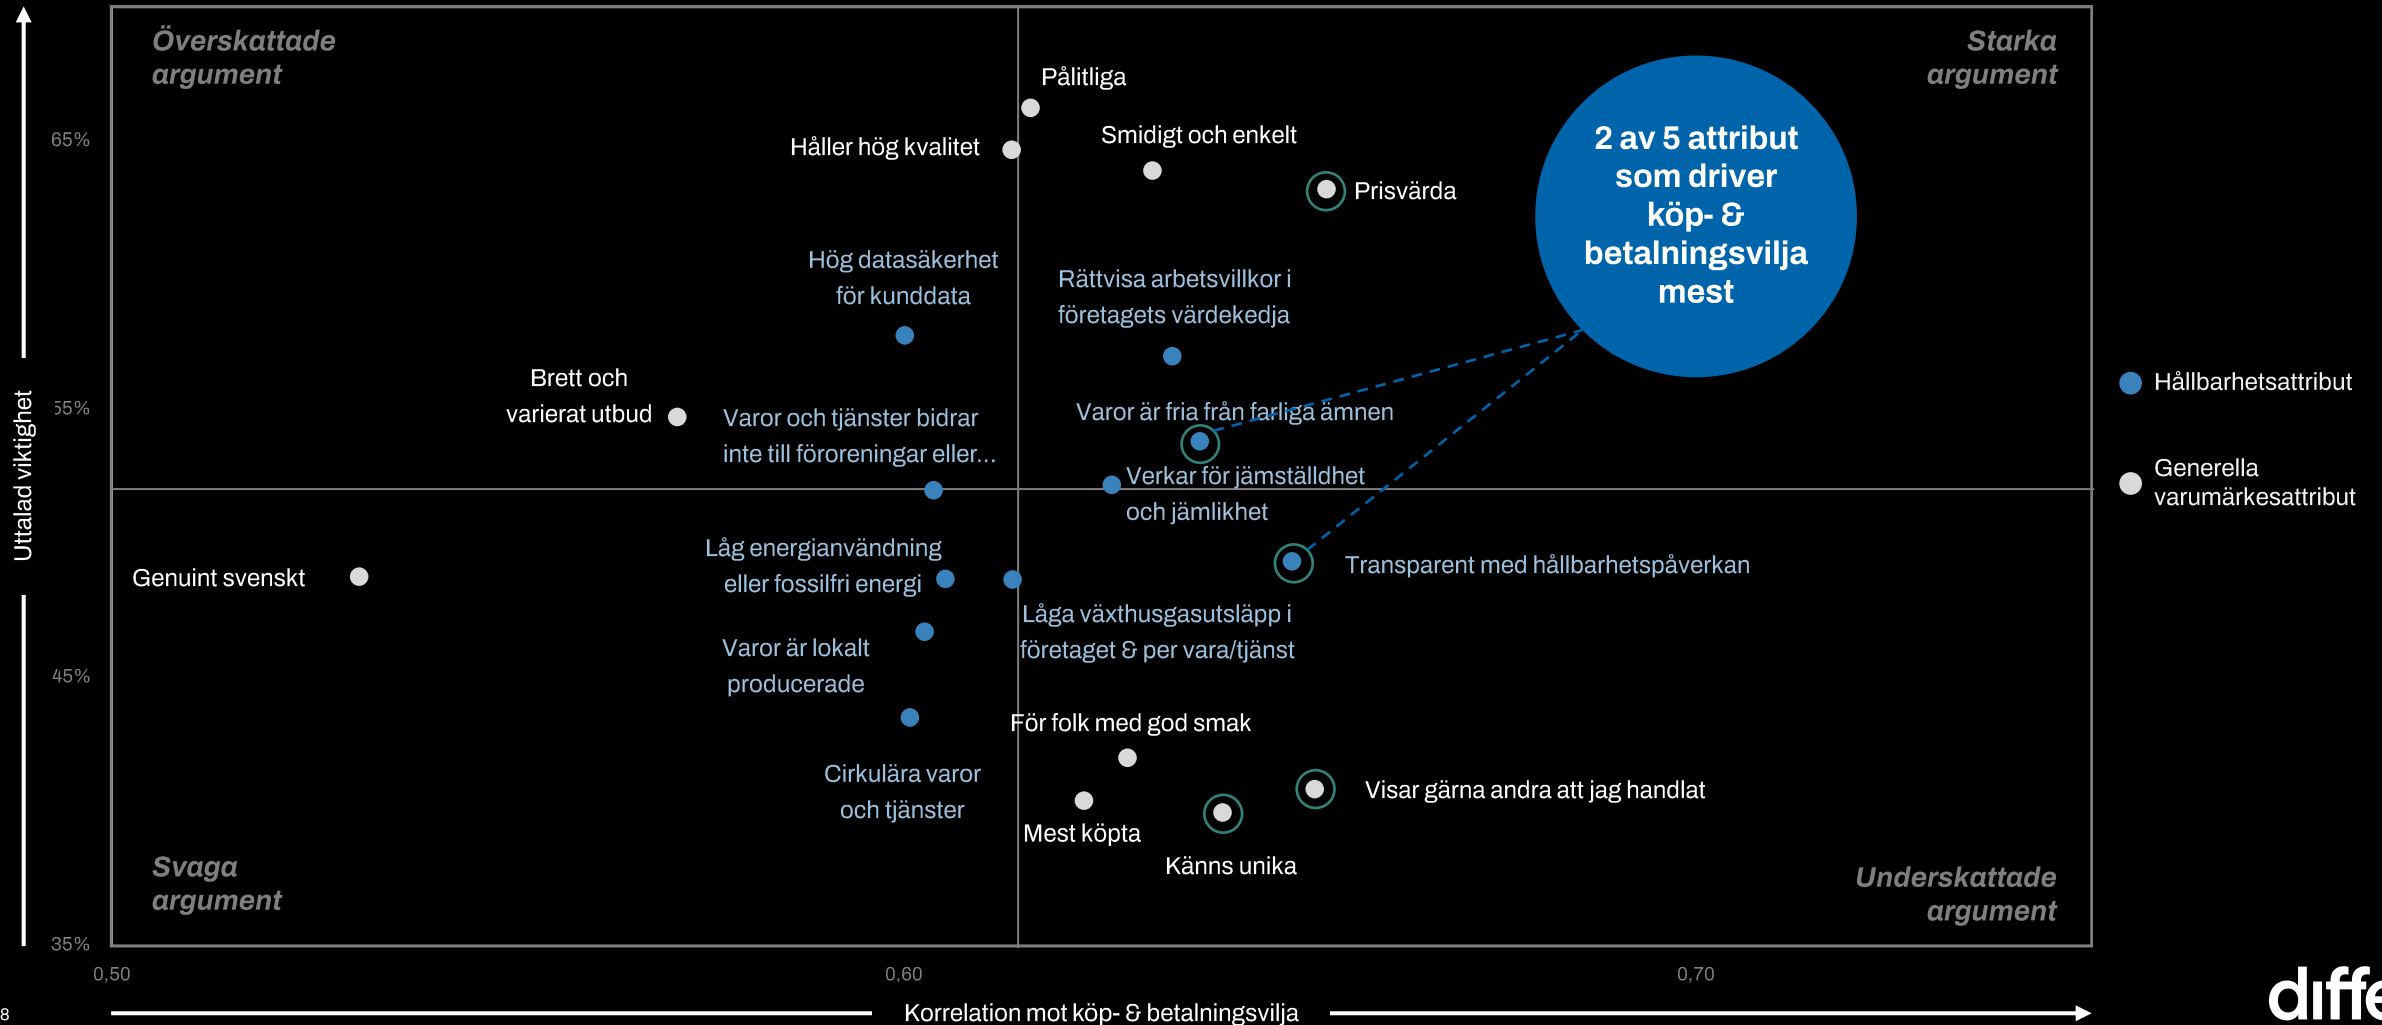 Överskattade
argument
Starka
argument
Pålitliga
65%
Håller hög kvalitet
Smidigt och enkelt
Prisvärda
2 av 5 attribut
som driver
köp- &
betalningsvilja
mest
Hög datasäkerhet
för kunddata
Rättvisa arbetsvillkor i
företagets värdekedja
Brett och
varierat utbud
55%
Varor och tjänster bidrar
inte till föroreningar eller...
Varor är fria från farliga ämnen
Verkar för jämställdhet
och jämlikhet
Hållbarhetsattribut
Generella
varumärkesattribut
Uttalad viktighet
Genuint svenskt
Låg energianvändning
eller fossilfri energi
Transparent med hållbarhetspåverkan
Låga växthusgasutsläpp i
företaget & per vara/tjänst
Varor är lokalt
producerade
45%
För folk med god smak
Cirkulära varor
och tjänster
Visar gärna andra att jag handlat
Mest köpta
Känns unika
Svaga
argument
Underskattade
argument
35%
0,50
0,60
0,70
Korrelation mot köp- & betalningsvilja
8
diffe